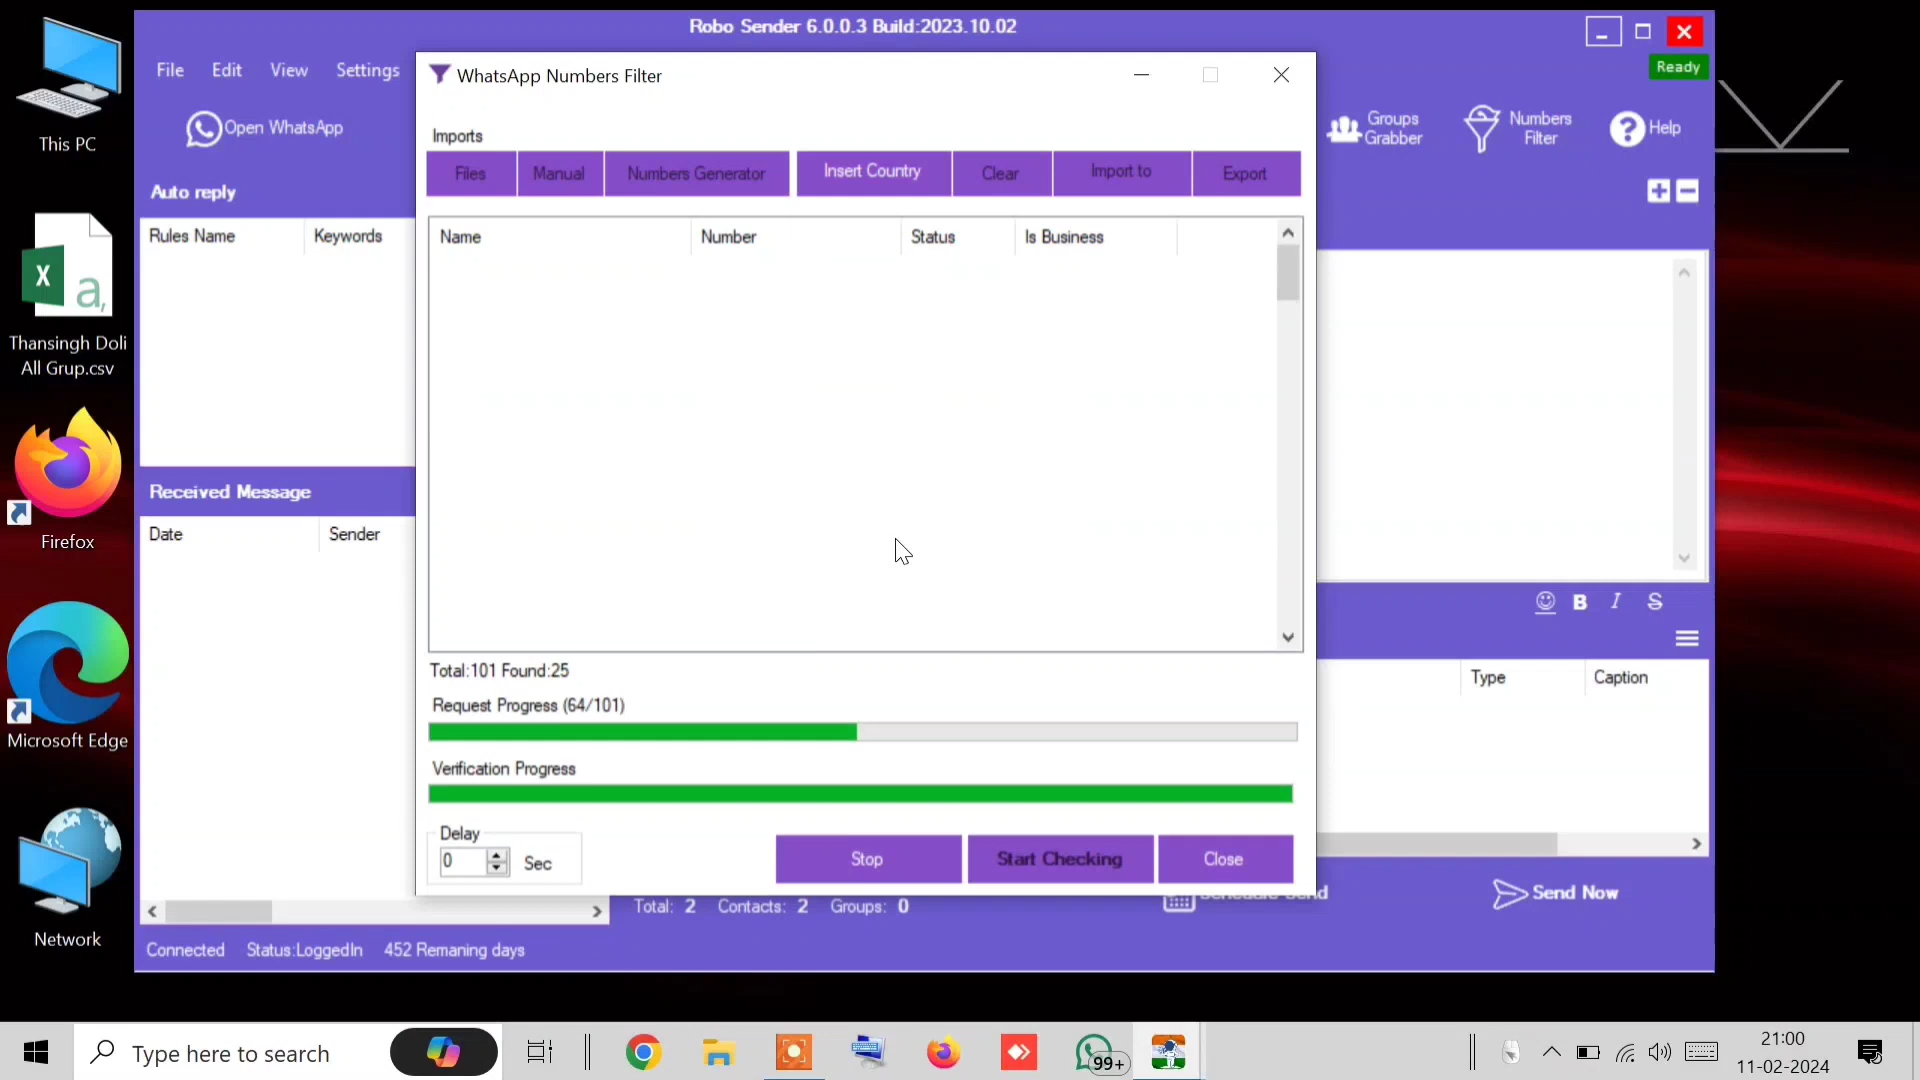 Robo Sender 6.0.0.3 Build:2023.10.02
File Edit View Settings
Ready
Open WhatsApp
Groups Grabber
Numbers Filter
Help
Auto reply
Rules Name Keywords
Received Message
Date Sender
WhatsApp Numbers Filter
Imports
Files Manual Numbers Generator Insert Country Clear Import to Export
Name Number Status Is Business
Total:101 Found:25
Request Progress (64/101)
Verification Progress
Delay
0 Sec
Stop Start Checking Close
B I S
Type Caption
Total: 2 Contacts: 2 Groups: 0
Send Now
Connected Status:LoggedIn 452 Remaning days
This PC
X a,
Thansingh Doli
All Grup.csv
Firefox
Microsoft Edge
Network
Type here to search
99+
21:00
11-02-2024